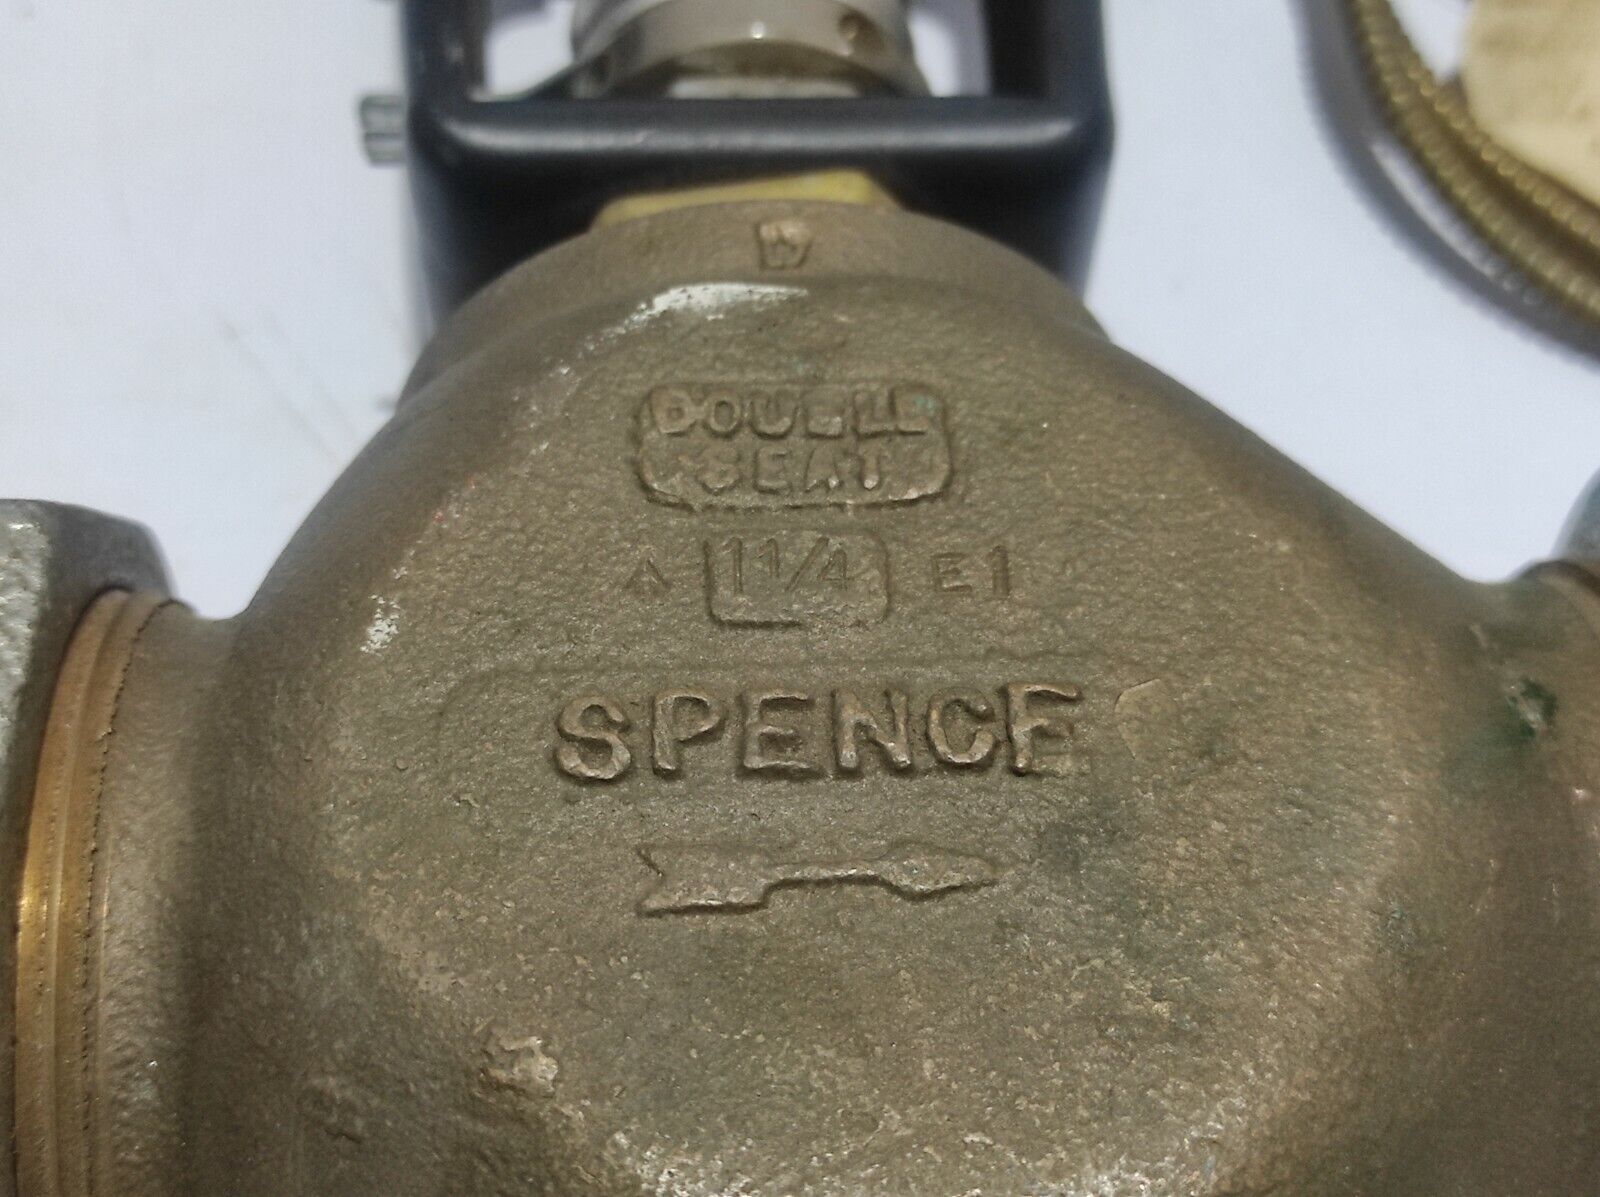 DOUBLE
SEAT
A 1 1/4 E1
SPENCE